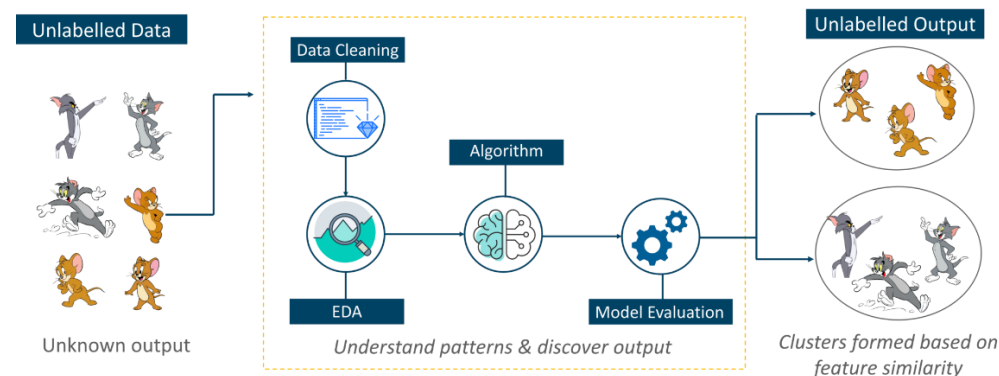 Unlabelled Data
Unknown output
Data Cleaning
EDA
Algorithm
Model Evaluation
Understand patterns & discover output
Unlabelled Output
Clusters formed based on
feature similarity